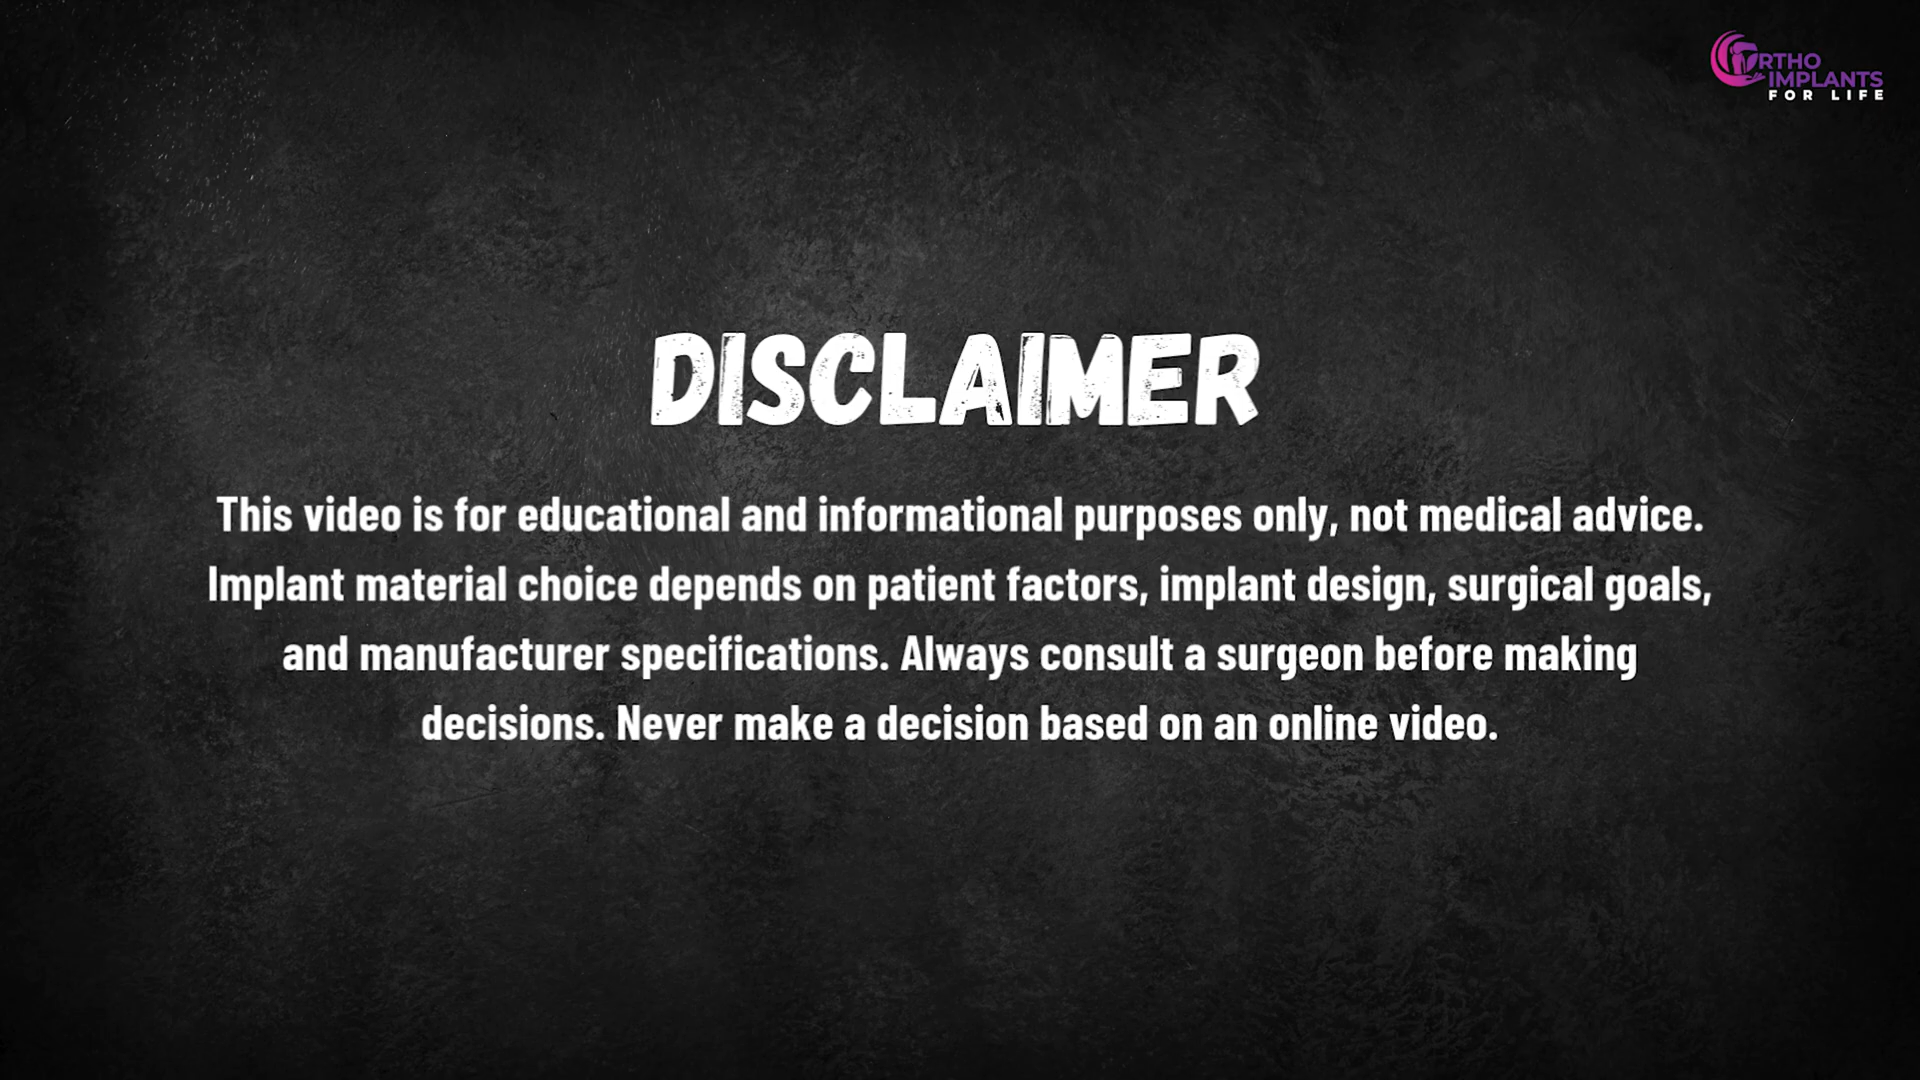 ORTHO
IMPLANTS
FOR LIFE
DISCLAIMER
This video is for educational and informational purposes only, not medical advice.
Implant material choice depends on patient factors, implant design, surgical goals,
and manufacturer specifications. Always consult a surgeon before making
decisions. Never make a decision based on an online video.